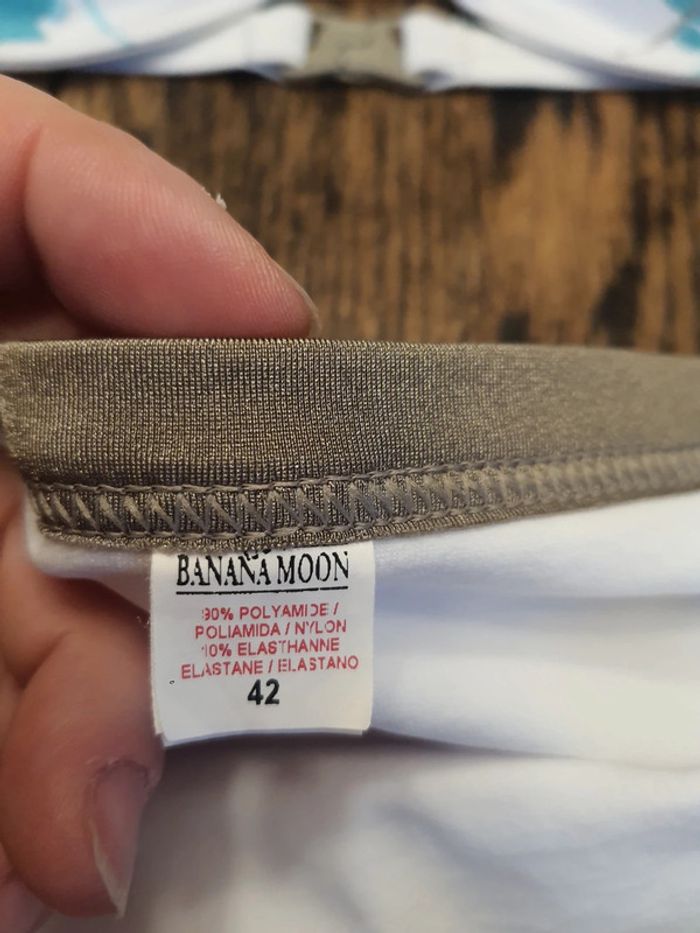 BANANA MOON
90% POLYAMIDE /
POLIAMIDA / NYLON
10% ELASTHANNE
ELASTANE / ELASTANO
42